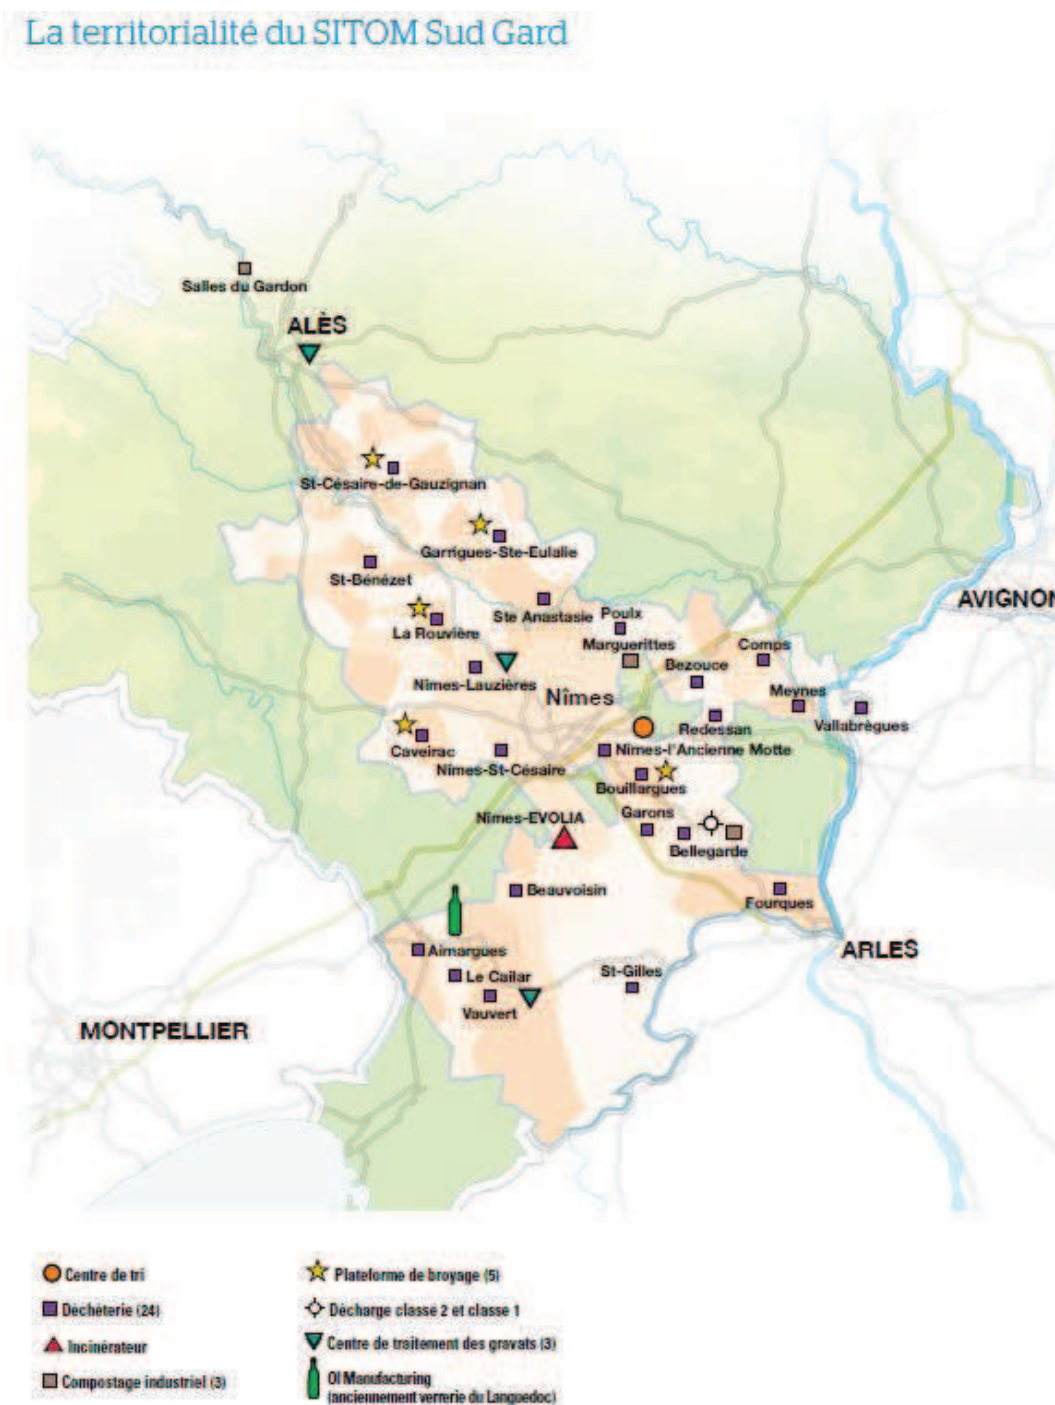 La territorialité du SITOM Sud Gard
Salles du Gardon
ALÈS
St-Césaire-de-Gauzignan
Garrigues-Ste-Eulalie
St-Bénézet
Ste Anastasie
Poulx
La Rouvière
Marguerittes
Comps
AVIGNON
Bezouce
Nîmes-Lauzières
Meynes
Nîmes
Vallabrègues
Redessan
Caveirac
Nîmes-l'Ancienne Motte
Nîmes-St-Césaire
Bouillargues
Nîmes-EVOLIA
Garons
Bellegarde
Beauvoisin
Fourques
Aimargues
ARLES
Le Cailar
St-Gilles
Vauvert
MONTPELLIER
Centre de tri
Déchèterie (24)
Incinérateur
Compostage industriel (3)
Plateforme de broyage (5)
Décharge classe 2 et classe 1
Centre de traitement des gravats (3)
OI Manufacturing
(anciennement verrerie du Languedoc)